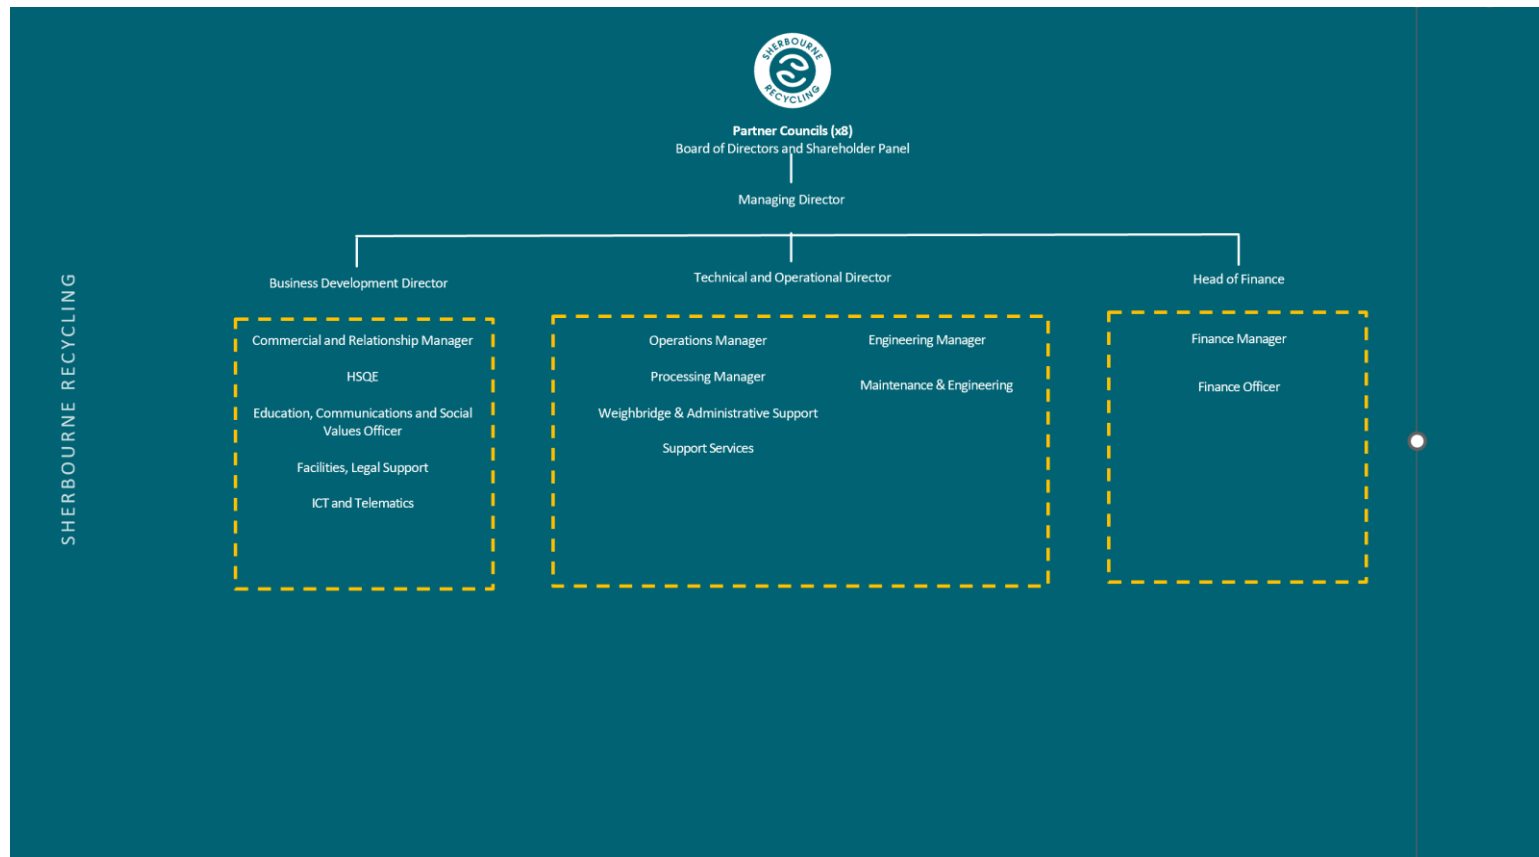 SHERBOURNE
RECYCLING
Partner Councils (x8)
Board of Directors and Shareholder Panel
Managing Director
Business Development Director
Technical and Operational Director
Head of Finance
SHERBOURNE RECYCLING
Commercial and Relationship Manager
HSQE
Education, Communications and Social
Values Officer
Facilities, Legal Support
ICT and Telematics
Operations Manager
Processing Manager
Weighbridge & Administrative Support
Support Services
Engineering Manager
Maintenance & Engineering
Finance Manager
Finance Officer